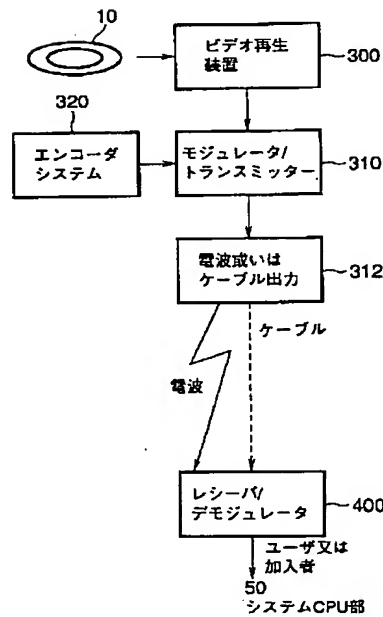 10
ビデオ再生
装置
300
320
エンコーダ
システム
モジュレータ/
トランスミッター
310
電波或いは
ケーブル出力
312
ケーブル
電波
レシーバ/
デモジュレータ
400
ユーザ又は
加入者
50
システムCPU部